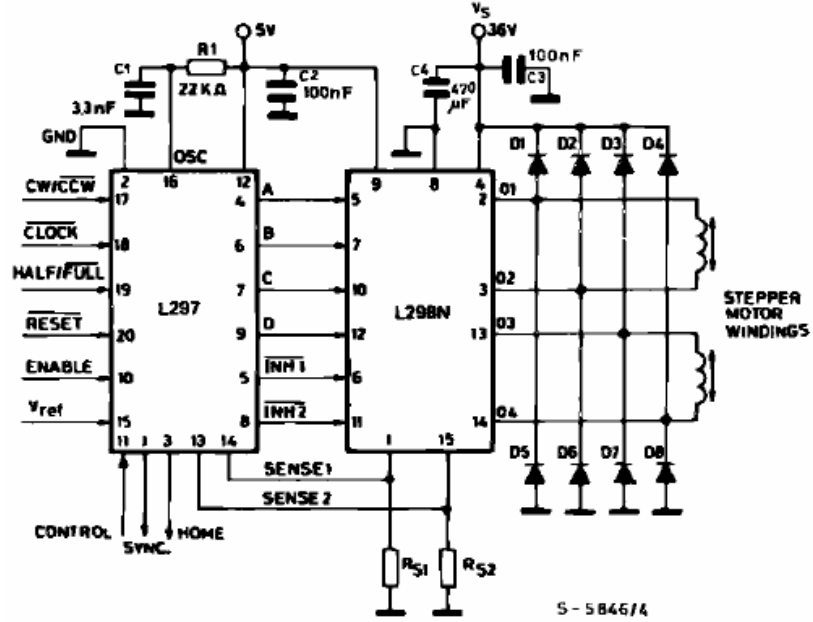 Vs
5V
36V
R1
C1
22KΩ
C2
100nF
C4
470
µF
100nF
C3
3.3nF
GND
OSC
D1 D2 D3 D4
2 16 12
9 8 4
CW/CCW 17
4 A 5
2 01
CLOCK 18
6 B 7
HALF/FULL 19
7 C 10
3 02
L297
L298N
STEPPER
MOTOR
WINDINGS
RESET 20
9 D 12
13 03
ENABLE 10
5 INH1 6
Vref 15
8 INH2 11
14 04
11 1 3 13 14
1 15
D5 D6 D7 D8
SENSE1
SENSE2
CONTROL
SYNC.
HOME
RS1
RS2
S-5846/4